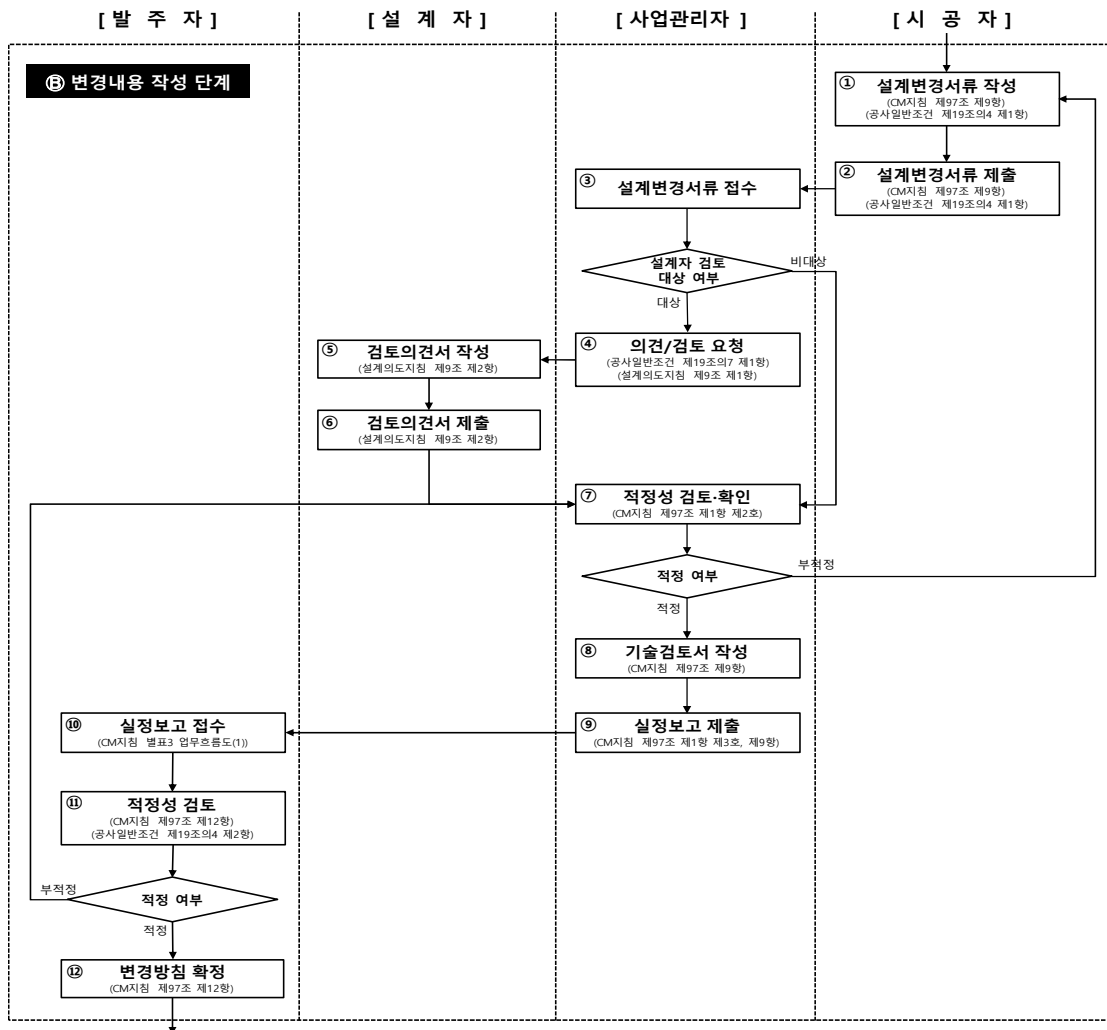 [ 발 주 자 ]
[ 설 계 자 ]
[ 사업관리자 ]
[ 시 공 자 ]
Ⓑ 변경내용 작성 단계
① 설계변경서류 작성
(CM지침 제97조 제9항)
(공사일반조건 제19조의4 제1항)
② 설계변경서류 제출
(CM지침 제97조 제9항)
(공사일반조건 제19조의4 제1항)
③ 설계변경서류 접수
설계자 검토
대상 여부
비대상
대상
④ 의견/검토 요청
(공사일반조건 제19조의7 제1항)
(설계의도지침 제9조 제1항)
⑤ 검토의견서 작성
(설계의도지침 제9조 제2항)
⑥ 검토의견서 제출
(설계의도지침 제9조 제2항)
⑦ 적정성 검토·확인
(CM지침 제97조 제1항 제2호)
적정 여부
부적정
적정
⑧ 기술검토서 작성
(CM지침 제97조 제9항)
⑨ 실정보고 제출
(CM지침 제97조 제1항 제3호, 제9항)
⑩ 실정보고 접수
(CM지침 별표3 업무흐름도(1))
⑪ 적정성 검토
(CM지침 제97조 제12항)
(공사일반조건 제19조의4 제2항)
부적정
적정 여부
적정
⑫ 변경방침 확정
(CM지침 제97조 제12항)